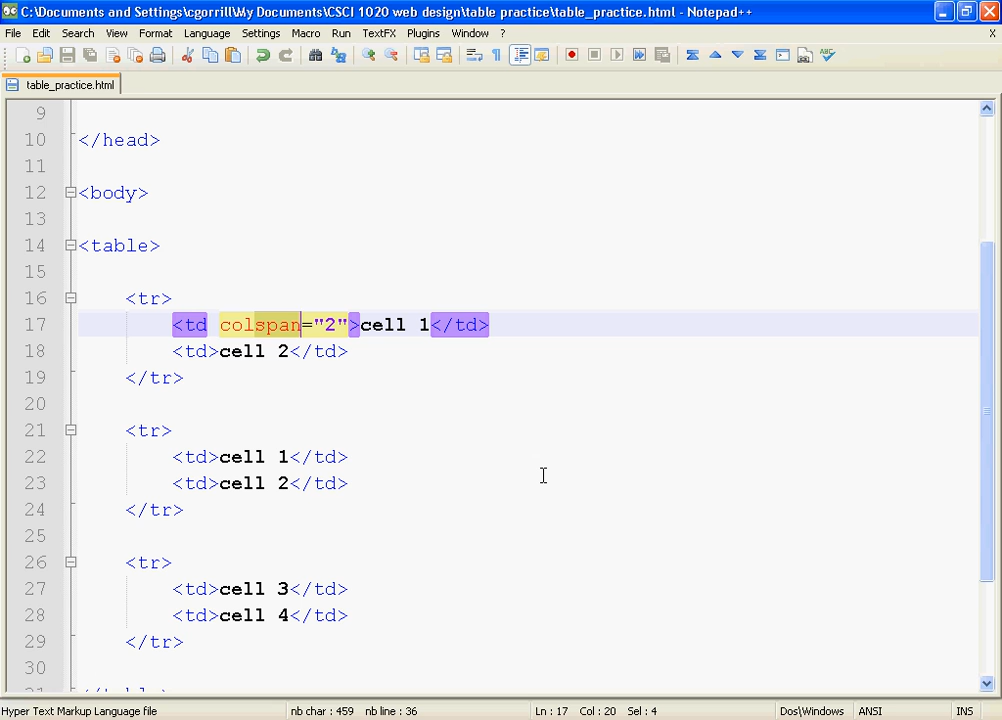 C:\Documents and Settings\cgorrill\My Documents\CSCI 1020 web design\table practice\table_practice.html - Notepad++
File Edit Search View Format Language Settings Macro Run TextFX Plugins Window ? X
table_practice.html
9
10 </head>
11
12 <body>
13
14 <table>
15
16 <tr>
17 <td colspan="2">cell 1</td>
18 <td>cell 2</td>
19 </tr>
20
21 <tr>
22 <td>cell 1</td>
23 <td>cell 2</td>
24 </tr>
25
26 <tr>
27 <td>cell 3</td>
28 <td>cell 4</td>
29 </tr>
30
31 </table>
Hyper Text Markup Language file nb char : 459 nb line : 36 Ln : 17 Col : 20 Sel : 4 Dos\Windows ANSI INS